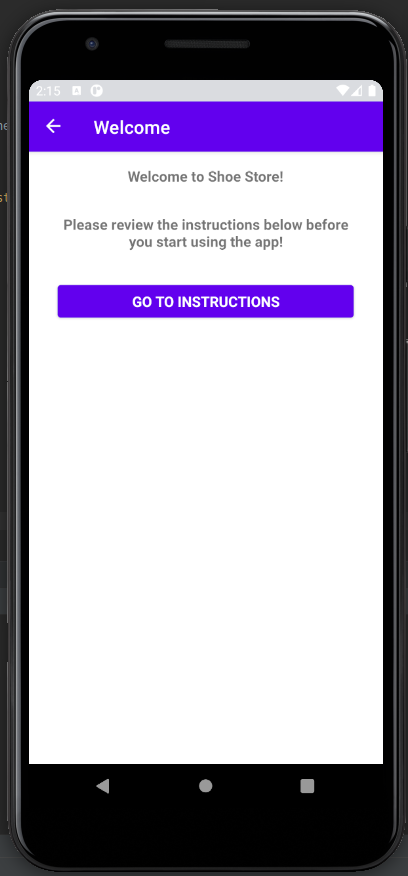 2:15
Welcome
Welcome to Shoe Store!
Please review the instructions below before
you start using the app!
GO TO INSTRUCTIONS